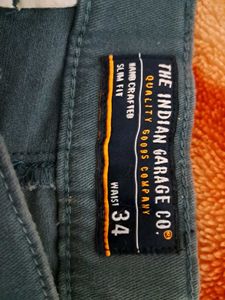 THE INDIAN GARAGE CO.®
QUALITY GOODS COMPANY
HAND CRAFTED
SLIM FIT
WAIST 34